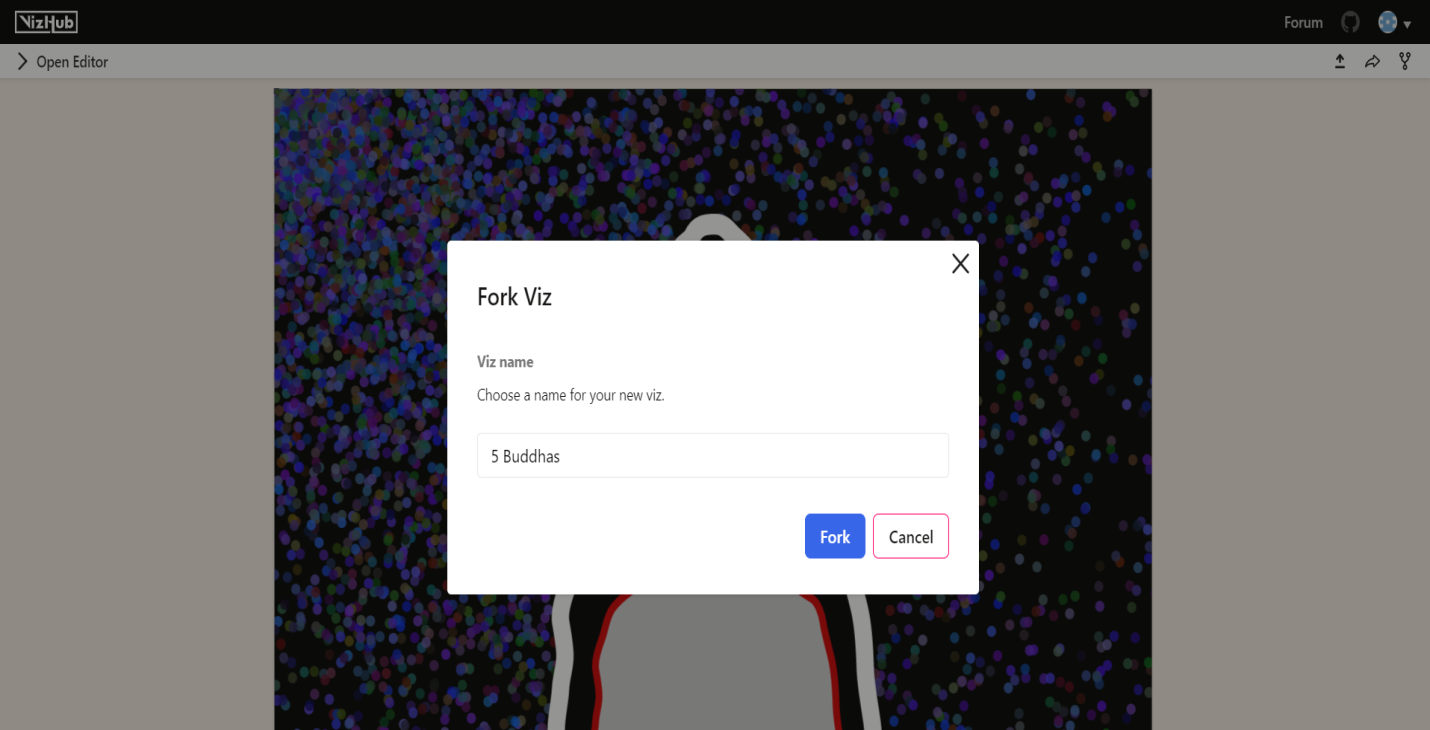 VizHub
Forum
Open Editor
Fork Viz
Viz name
Choose a name for your new viz.
5 Buddhas
Fork
Cancel